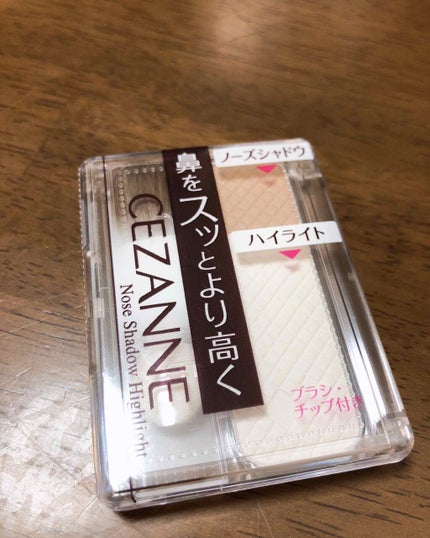 ノーズシャドウ
鼻をスッとより高く
CEZANNE
Nose Shadow Highlight
ハイライト
ブラシ・
チップ付き